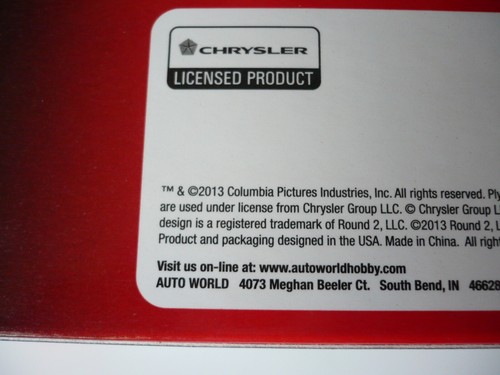 CHRYSLER
LICENSED PRODUCT
™ & ©2013 Columbia Pictures Industries, Inc. All rights reserved. Ply
are used under license from Chrysler Group LLC. © Chrysler Group L
design is a registered trademark of Round 2, LLC. ©2013 Round 2, L
Product and packaging designed in the USA. Made in China. All rig
Visit us on-line at: www.autoworldhobby.com
AUTO WORLD 4073 Meghan Beeler Ct. South Bend, IN 46628